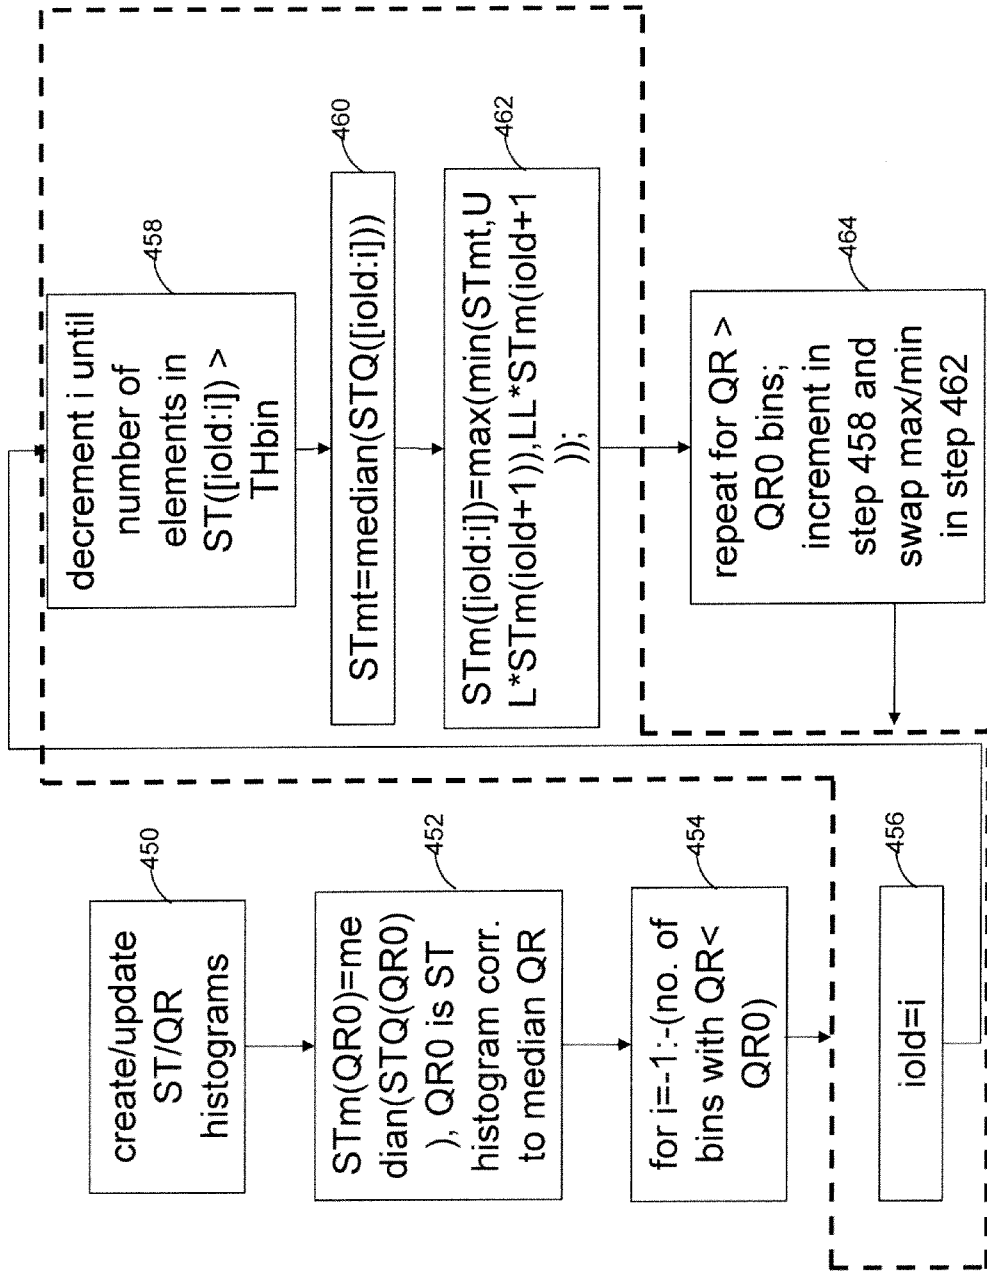 450
create/update
ST/QR
histograms
452
STm(QR0)=me
dian(STQ(QR0)
), QR0 is ST
histogram corr.
to median QR
454
for i=-1:-(no. of
bins with QR<
QR0)
456
iold=i
458
decrement i until
number of
elements in
ST([iold:i]) >
THbin
460
STmt=median(STQ([iold:i]))
462
STm([iold:i])=max(min(STmt,U
L*STm(iold+1)),LL*STm(iold+1
));
464
repeat for QR >
QR0 bins;
increment in
step 458 and
swap max/min
in step 462